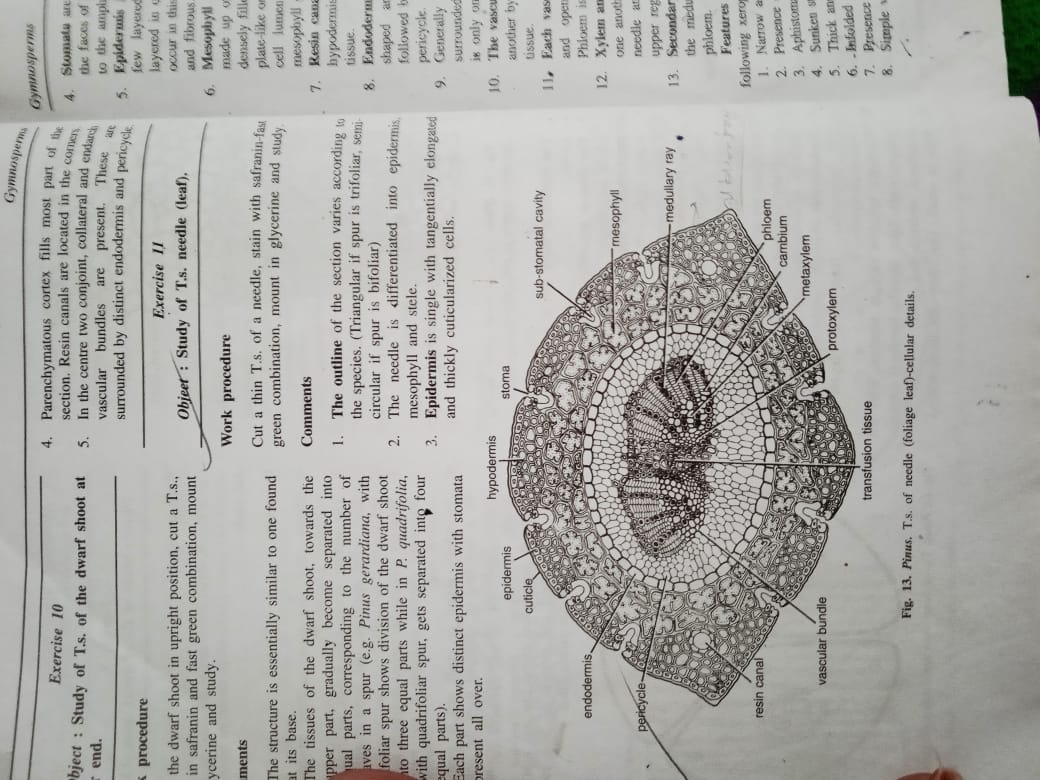 Gymnosperms
Exercise 10
bject : Study of T.s. of the dwarf shoot at
r end.
k procedure
the dwarf shoot in upright position, cut a T.s.,
in safranin and fast green combination, mount
ycerine and study.
ments
The structure is essentially similar to one found
at its base.
The tissues of the dwarf shoot, towards the
upper part, gradually become separated into
qual parts, corresponding to the number of
aves in a spur (e.g. Pinus gerardiana, with
foliar spur shows division of the dwarf shoot
to three equal parts while in P. quadrifolia,
with quadrifoliar spur, gets separated into four
equal parts).
Each part shows distinct epidermis with stomata
present all over.
4. Parenchymatous cortex fills most part of the
section. Resin canals are located in the corners
5. In the centre two conjoint, collateral and endarch
vascular bundles are present. These are
surrounded by distinct endodermis and pericycle
Exercise 11
Object : Study of T.s. needle (leaf).
Work procedure
Cut a thin T.s. of a needle, stain with safranin-fast
green combination, mount in glycerine and study.
Comments
1. The outline of the section varies according to
the species. (Triangular if spur is trifoliar, semi-
circular if spur is bifoliar)
2. The needle is differentiated into epidermis,
mesophyll and stele.
3. Epidermis is single with tangentially elongated
and thickly cuticularized cells.
hypodermis
epidermis
stoma
cuticle
sub-stomatal cavity
endodermis
mesophyll
pericycle
medullary ray
resin canal
phloem
cambium
metaxylem
vascular bundle
protoxylem
transfusion tissue
Fig. 13. Pinus. T.s. of needle (foliage leaf)-cellular details.
Gymnosperms
4. Stomata are
the faces of
to the ampl
5. Epidermis
few layered
layered in
occur in this
and fibrous
6. Mesophyll
made up o
densely fille
plate-like or
cell lumen
mesophyll
7. Resin cana
hypodermis
tissue.
8. Endoderm
shaped ar
followed b
pericycle.
9. Generally
surrounded
is only on
10. The vascu
another by
tissue.
11. Each vas
and open
Phloem is
12. Xylem an
one anoth
needle an
upper reg
13. Secondar
the medu
phloem.
Features
following xerop
1. Narrow a
2. Presence
3. Amphistom
4. Sunken s
5. Thick an
6. Infolded
7. Presence
8. Simple v